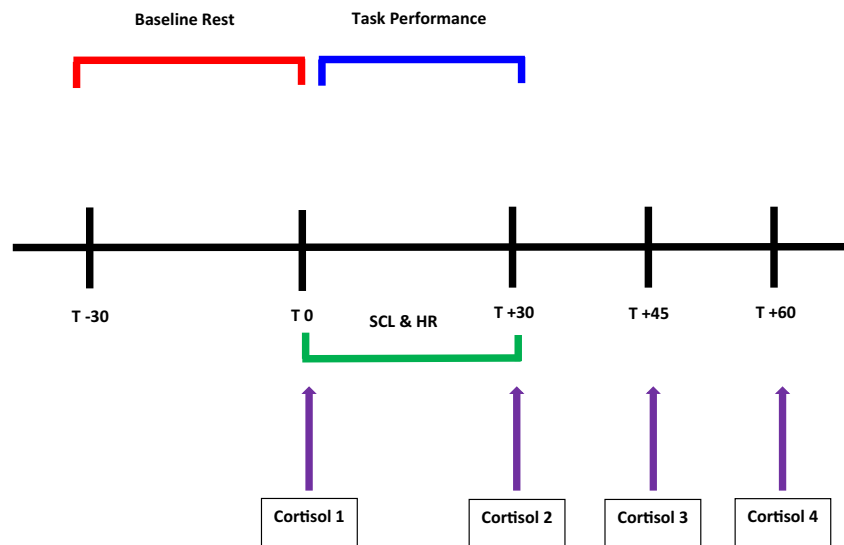 Baseline Rest
Task Performance
T -30
T 0
SCL & HR
T +30
T +45
T +60
Cortisol 1
Cortisol 2
Cortisol 3
Cortisol 4